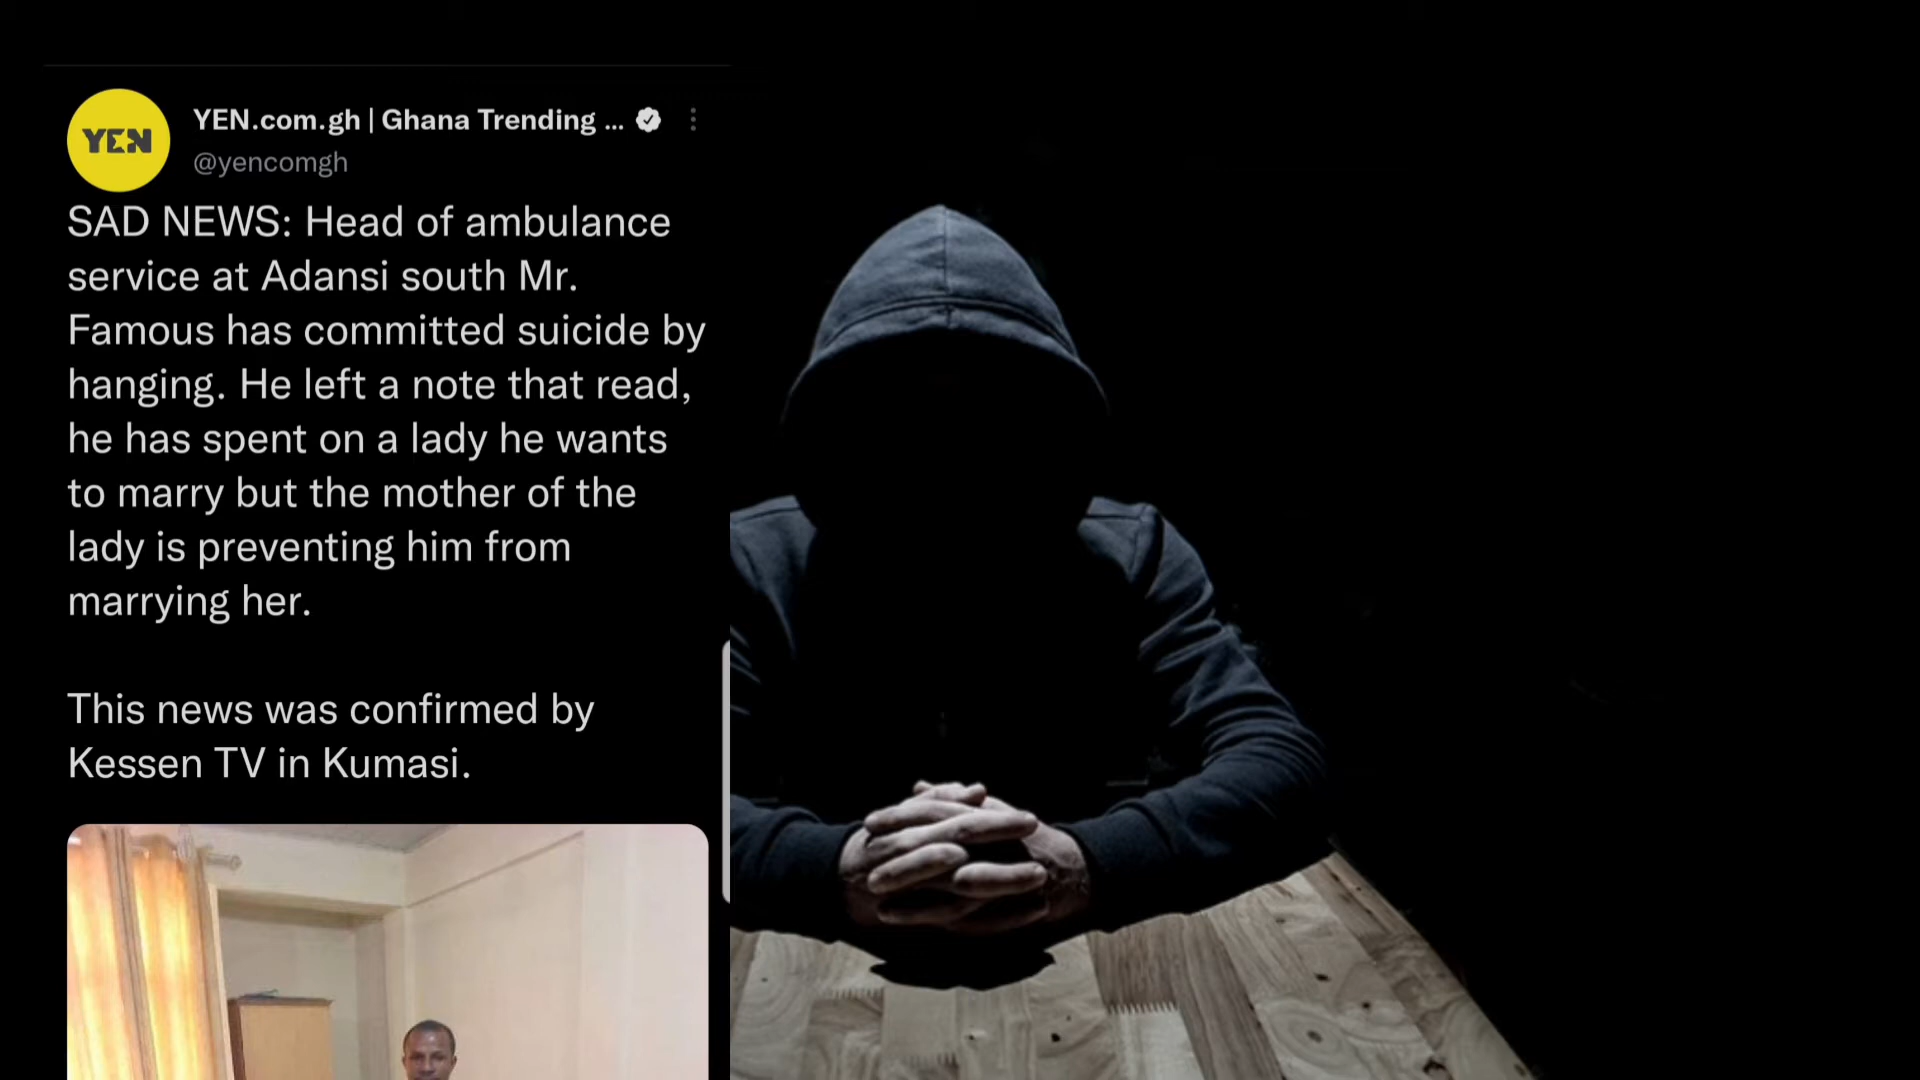 YEN
YEN.com.gh | Ghana Trending ...
@yencomgh
SAD NEWS: Head of ambulance
service at Adansi south Mr.
Famous has committed suicide by
hanging. He left a note that read,
he has spent on a lady he wants
to marry but the mother of the
lady is preventing him from
marrying her.
This news was confirmed by
Kessen TV in Kumasi.